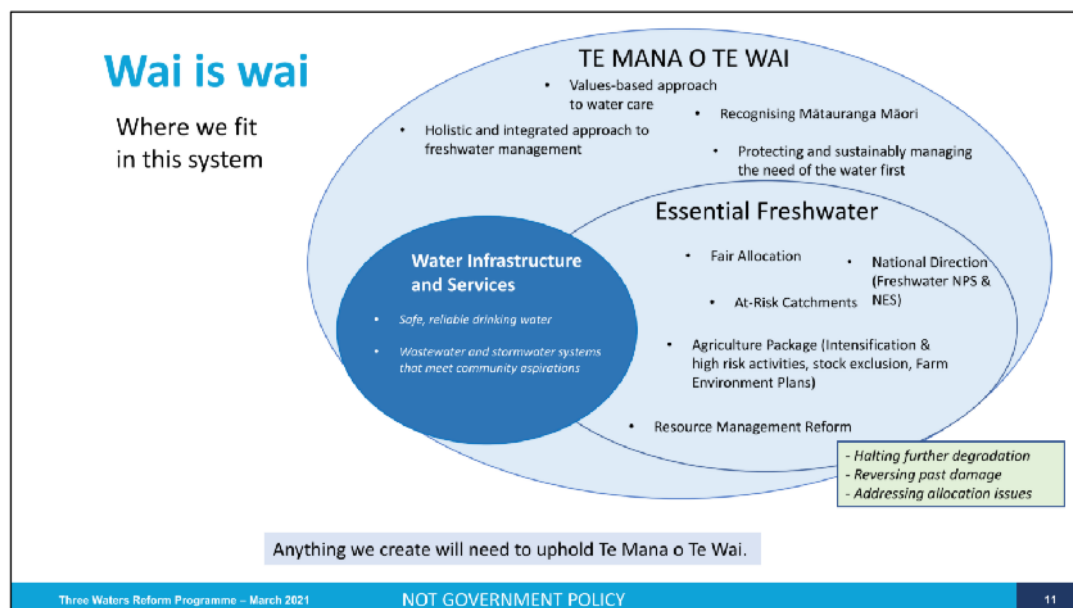 Wai is wai
Where we fit
in this system
TE MANA O TE WAI
• Values-based approach
to water care
• Recognising Mātauranga Māori
• Holistic and integrated approach to
freshwater management
• Protecting and sustainably managing
the need of the water first
Essential Freshwater
• Fair Allocation
• National Direction
(Freshwater NPS &
NES)
• At-Risk Catchments
• Agriculture Package (Intensification &
high risk activities, stock exclusion, Farm
Environment Plans)
• Resource Management Reform
Water Infrastructure
and Services
• Safe, reliable drinking water
• Wastewater and stormwater systems
that meet community aspirations
- Halting further degradation
- Reversing past damage
- Addressing allocation issues
Anything we create will need to uphold Te Mana o Te Wai.
Three Waters Reform Programme – March 2021
NOT GOVERNMENT POLICY
11